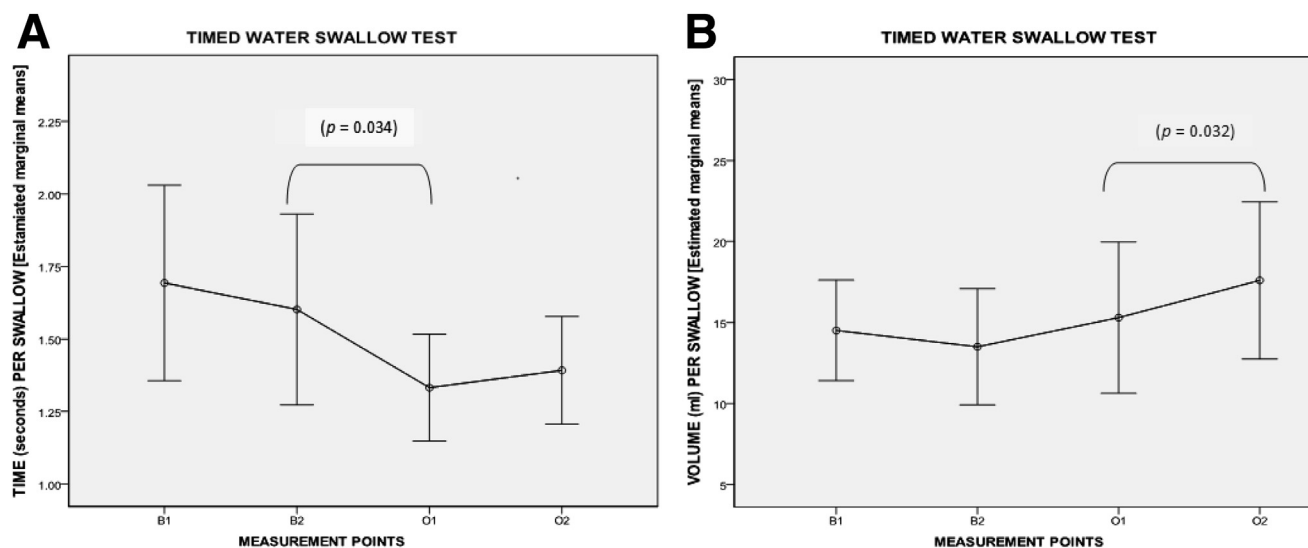 A
TIMED WATER SWALLOW TEST
TIME (seconds) PER SWALLOW [Estamiated marginal means]
2.25
2.00
1.75
1.50
1.25
1.00
(p = 0.034)
B1 B2 O1 O2
MEASUREMENT POINTS
B
TIMED WATER SWALLOW TEST
VOLUME (ml) PER SWALLOW [Estimated marginal means]
30
25
20
15
10
5
(p = 0.032)
B1 B2 O1 O2
MEASUREMENT POINTS